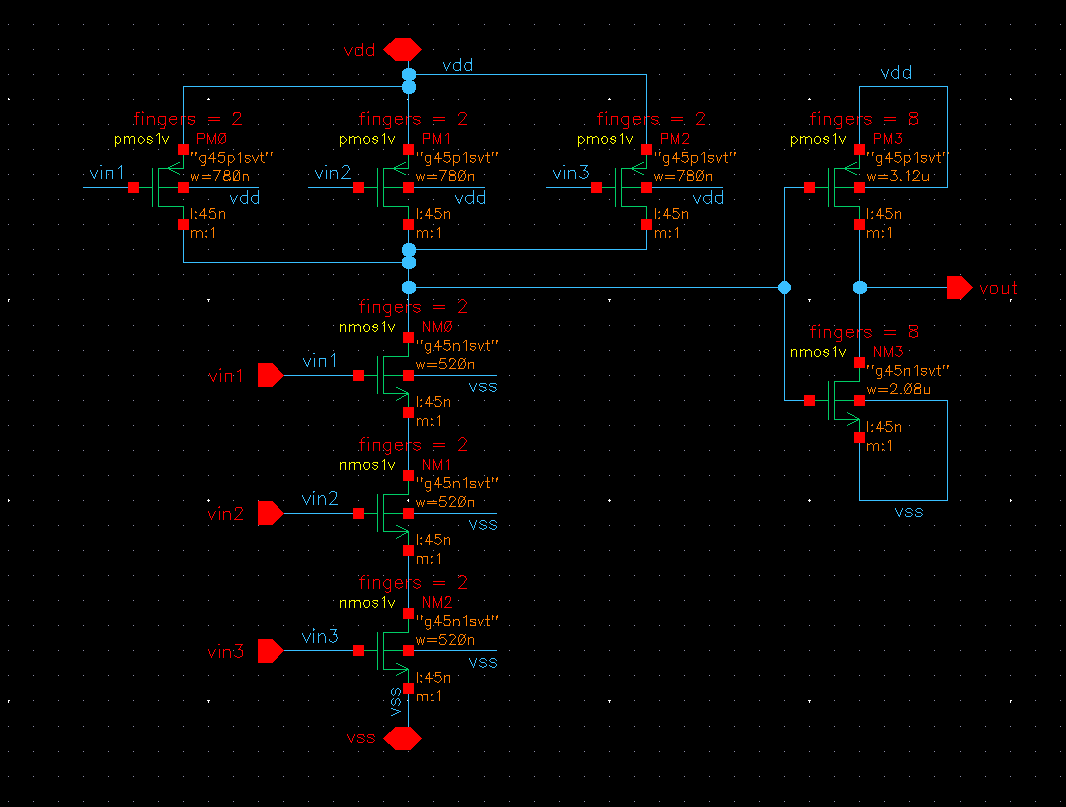 vdd
vdd
vdd
fingers = 2
fingers = 2
fingers = 2
fingers = 8
pmos1v PM0
pmos1v PM1
pmos1v PM2
pmos1v PM3
"g45p1svt"
"g45p1svt"
"g45p1svt"
"g45p1svt"
vin1 w=780n
vin2 w=780n
vin3 w=780n
w=3.12u
vdd
vdd
vdd
l:45n
l:45n
l:45n
l:45n
m:1
m:1
m:1
m:1
vout
fingers = 2
nmos1v NM0
"g45n1svt"
vin1 vin1 w=520n
vss
l:45n
m:1
fingers = 8
nmos1v NM3
"g45n1svt"
w=2.08u
l:45n
m:1
vss
fingers = 2
nmos1v NM1
"g45n1svt"
vin2 vin2 w=520n
vss
l:45n
m:1
fingers = 2
nmos1v NM2
"g45n1svt"
vin3 vin3 w=520n
vss
l:45n
m:1
vss
vss